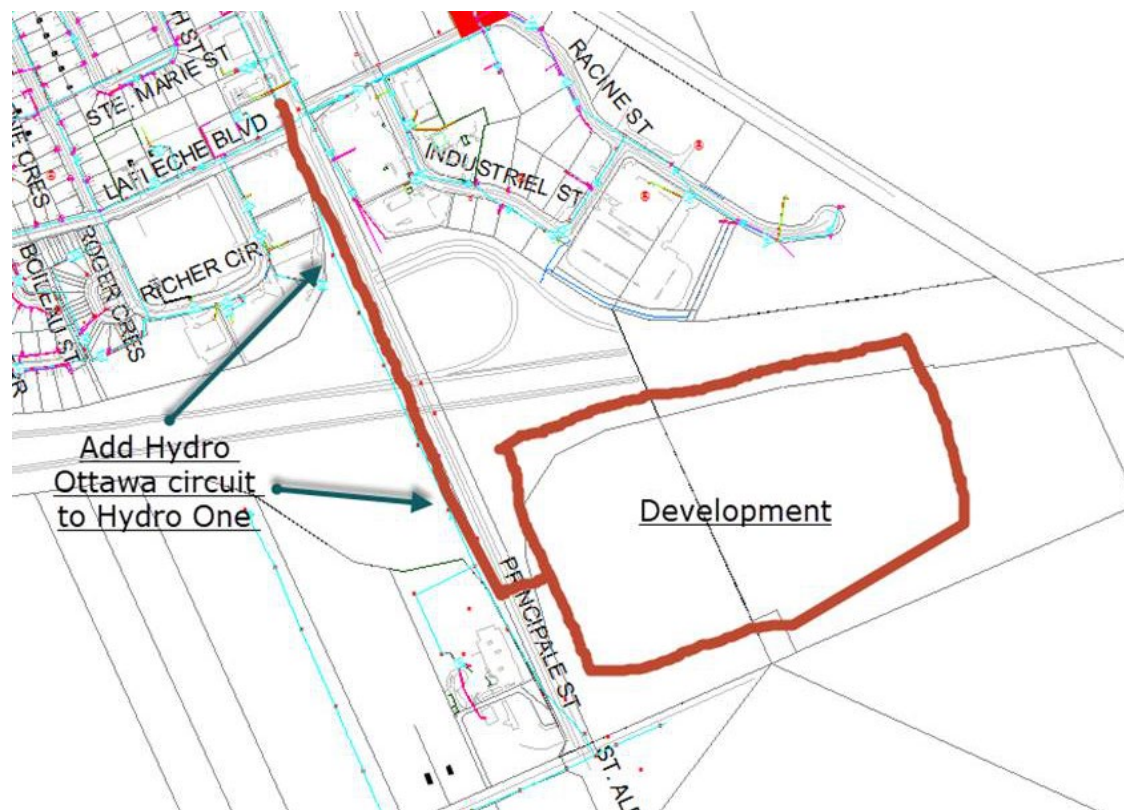 STE. MARIE ST
RACINE ST
LAFLECHE BLVD
INDUSTRIEL ST
RICHER CIR
ROGER CRES
BOILEAU ST
Add Hydro
Ottawa circuit
to Hydro One
Development
PRINCIPALE ST